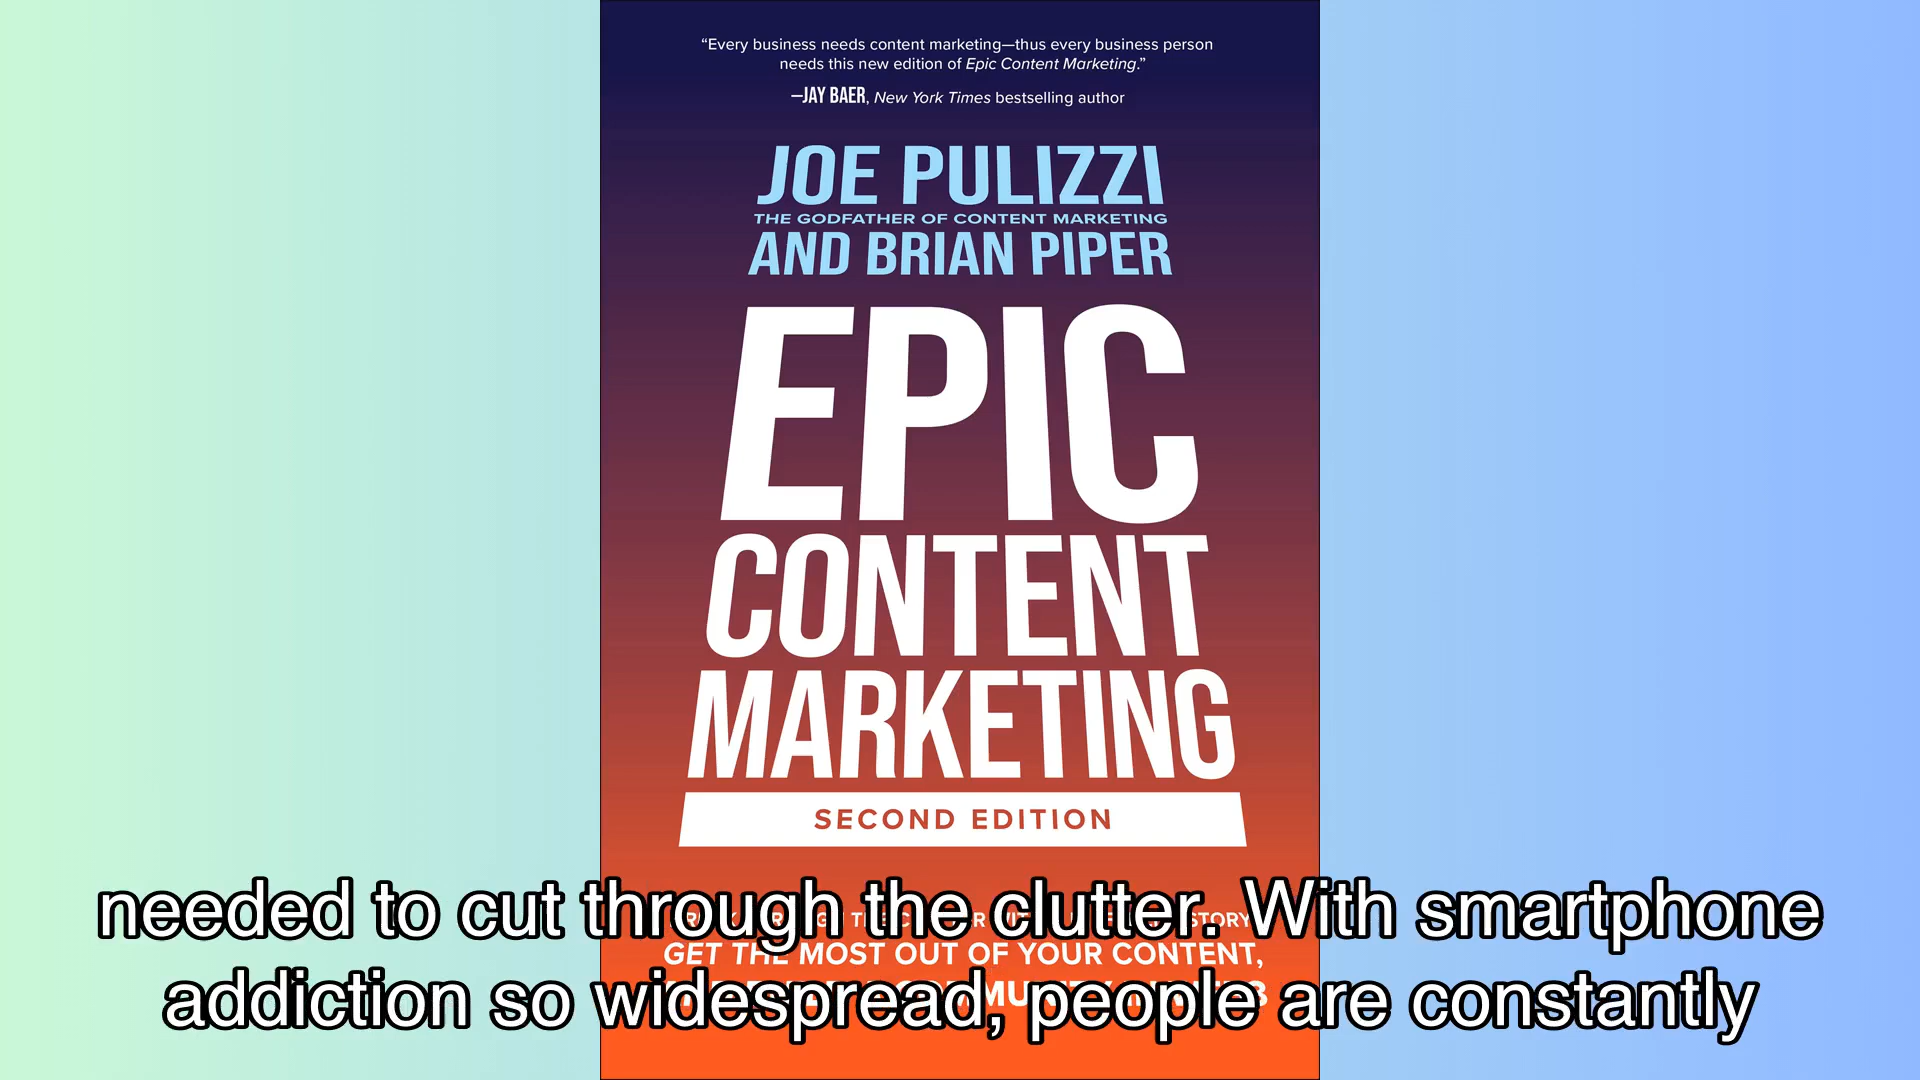 “Every business needs content marketing—thus every business person
needs this new edition of Epic Content Marketing.”
—JAY BAER, New York Times bestselling author
JOE PULIZZI
THE GODFATHER OF CONTENT MARKETING
AND BRIAN PIPER
EPIC
CONTENT
MARKETING
SECOND EDITION
needed to cut through the clutter. With smartphone
STORY
GET THE MOST OUT OF YOUR CONTENT,
addiction so widespread, people are constantly